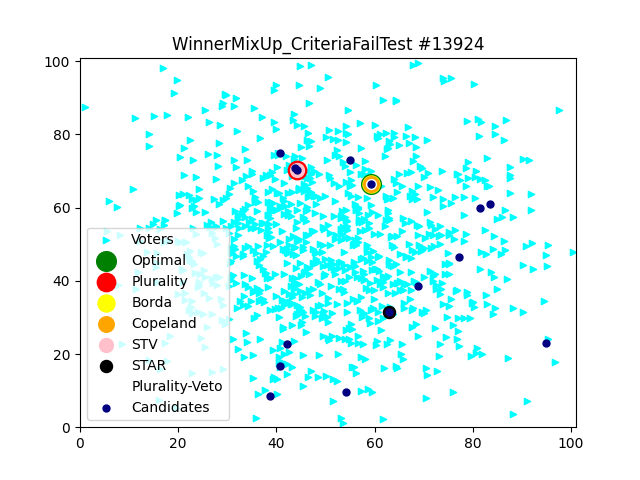 WinnerMixUp_CriteriaFailTest #13924
100
80
60
40
20
0
Voters
Optimal
Plurality
Borda
Copeland
STV
STAR
Plurality-Veto
Candidates
0 20 40 60 80 100